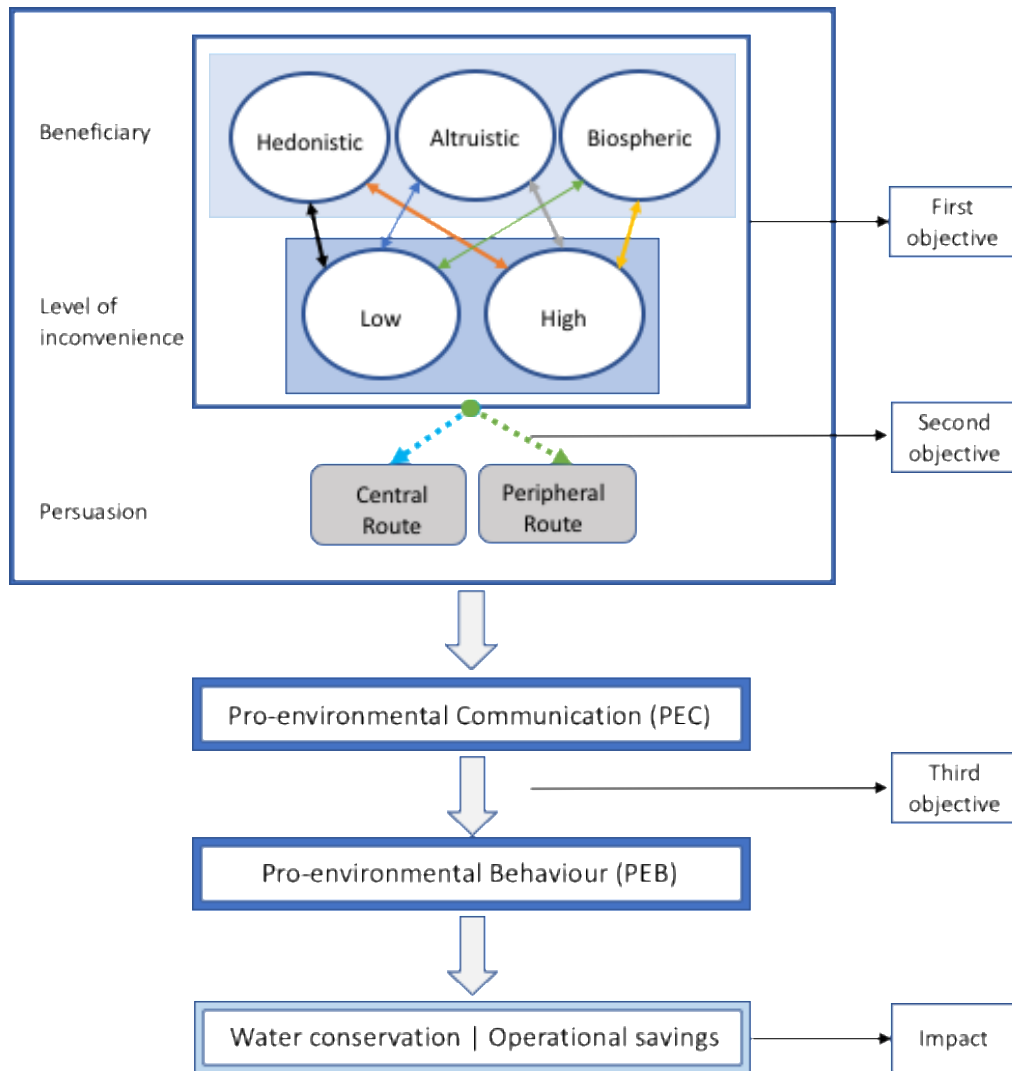 Beneficiary
Hedonistic
Altruistic
Biospheric
First
objective
Level of
inconvenience
Low
High
Second
objective
Persuasion
Central
Route
Peripheral
Route
Pro-environmental Communication (PEC)
Third
objective
Pro-environmental Behaviour (PEB)
Water conservation | Operational savings
Impact